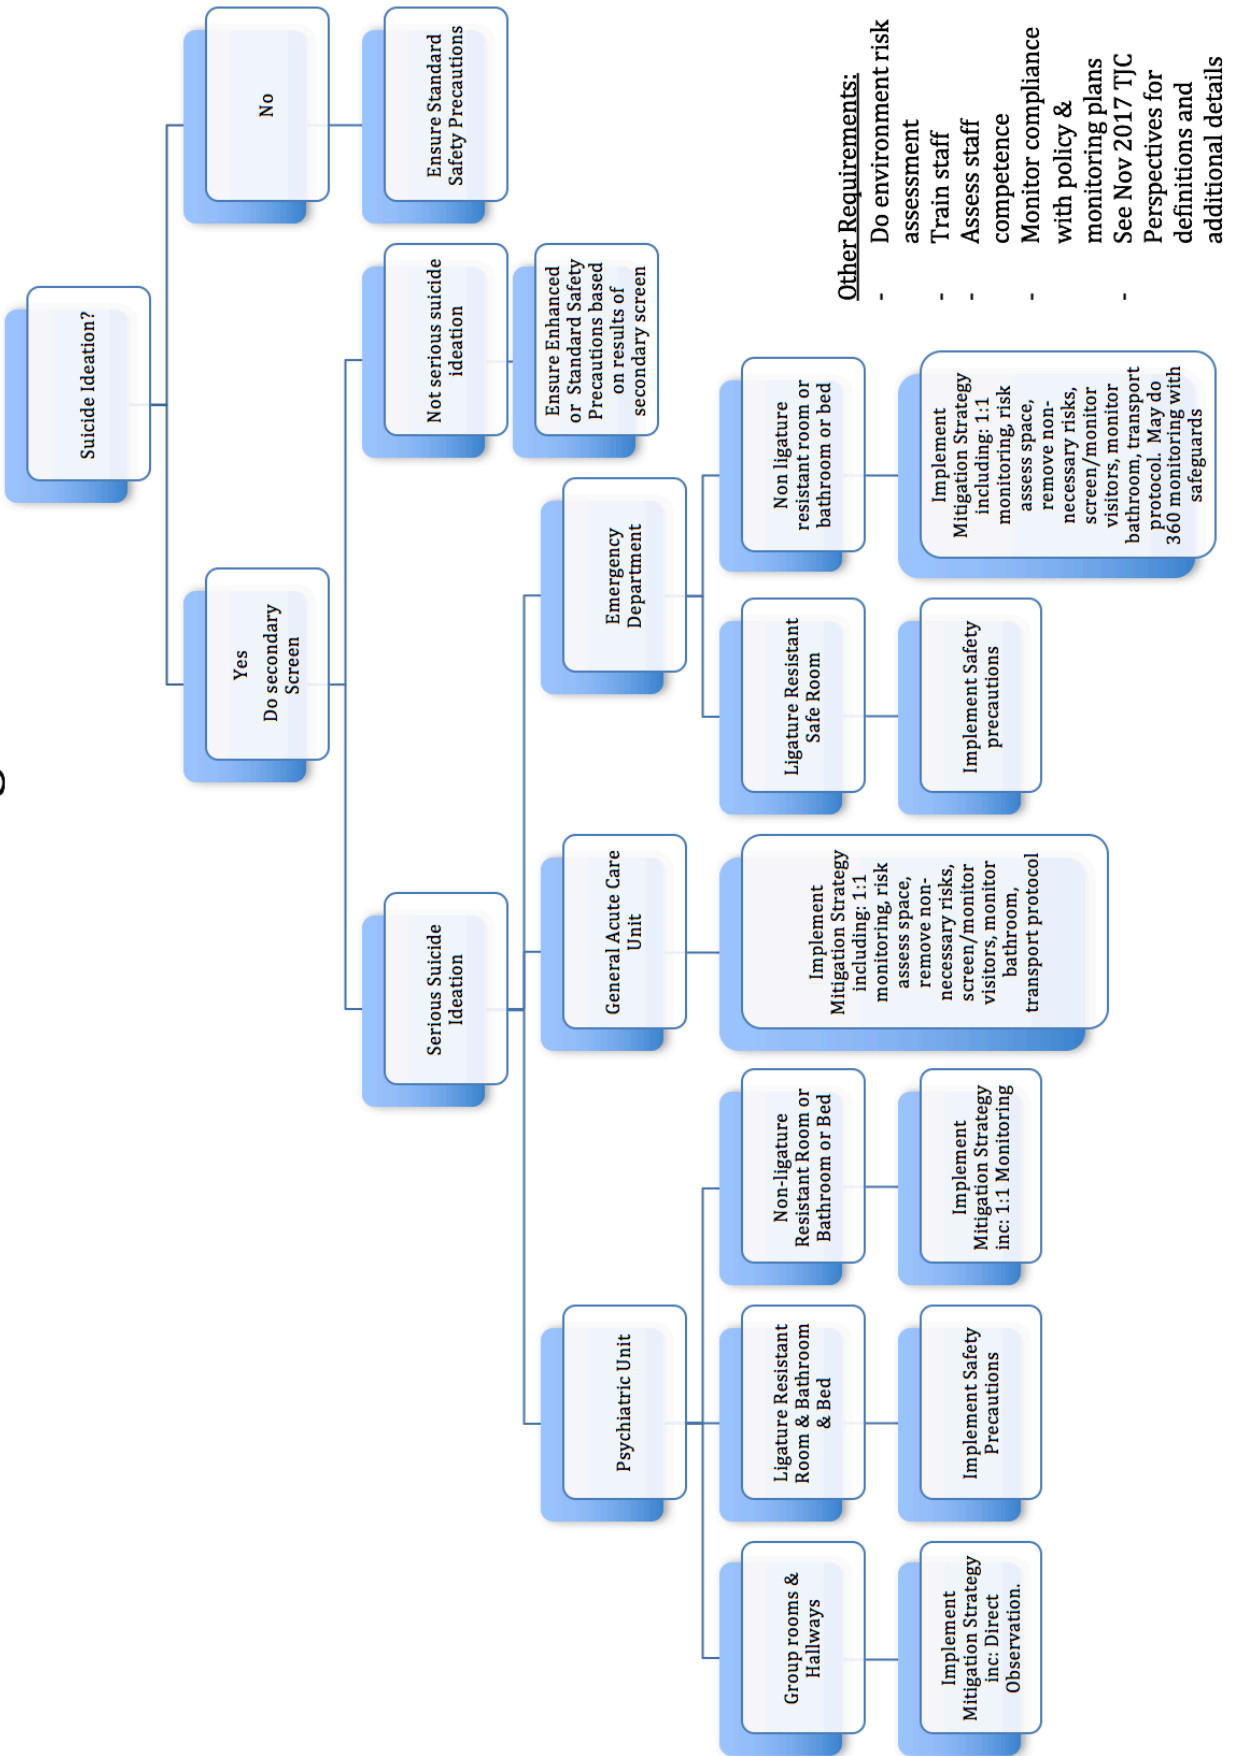 Suicide Ideation?
Yes
Do secondary
Screen
No
Serious Suicide
Ideation
Not serious suicide
ideation
Ensure Standard
Safety Precautions
Psychiatric Unit
General Acute Care
Unit
Emergency
Department
Ensure Enhanced
or Standard Safety
Precautions based
on results of
secondary screen
Group rooms &
Hallways
Ligature Resistant
Room & Bathroom
& Bed
Non-ligature
Resistant Room or
Bathroom or Bed
Implement
Mitigation Strategy
including: 1:1
monitoring, risk
assess space,
remove non-
necessary risks,
screen/monitor
visitors, monitor
bathroom,
transport protocol
Ligature Resistant
Safe Room
Non ligature
resistant room or
bathroom or bed
Implement
Mitigation Strategy
inc: Direct
Observation.
Implement Safety
Precautions
Implement
Mitigation Strategy
inc: 1:1 Monitoring
Implement Safety
precautions
Implement
Mitigation Strategy
including: 1:1
monitoring, risk
assess space,
remove non-
necessary risks,
screen/monitor
visitors, monitor
bathroom, transport
protocol. May do
360 monitoring with
safeguards
Other Requirements:
- Do environment risk
assessment
- Train staff
- Assess staff
competence
- Monitor compliance
with policy &
monitoring plans
- See Nov 2017 TJC
Perspectives for
definitions and
additional details